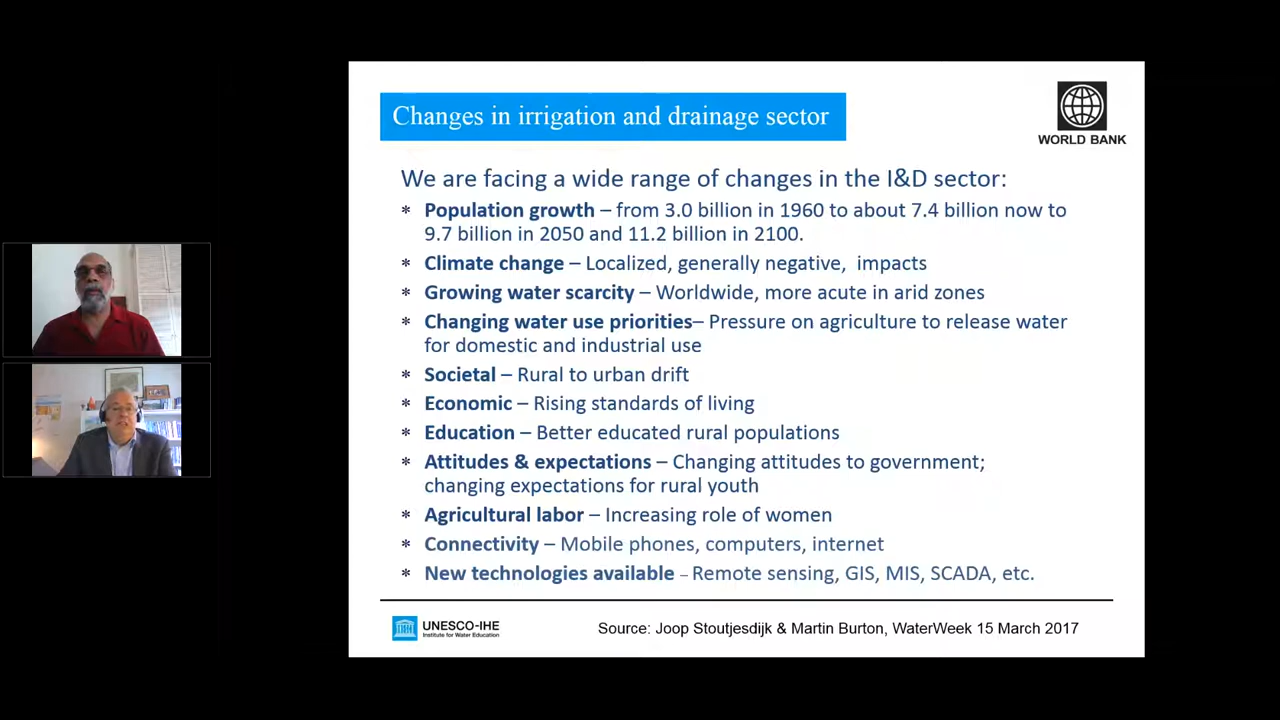 Changes in irrigation and drainage sector
WORLD BANK
We are facing a wide range of changes in the I&D sector:
* Population growth – from 3.0 billion in 1960 to about 7.4 billion now to
9.7 billion in 2050 and 11.2 billion in 2100.
* Climate change – Localized, generally negative, impacts
* Growing water scarcity – Worldwide, more acute in arid zones
* Changing water use priorities– Pressure on agriculture to release water
for domestic and industrial use
* Societal – Rural to urban drift
* Economic – Rising standards of living
* Education – Better educated rural populations
* Attitudes & expectations – Changing attitudes to government;
changing expectations for rural youth
* Agricultural labor – Increasing role of women
* Connectivity – Mobile phones, computers, internet
* New technologies available – Remote sensing, GIS, MIS, SCADA, etc.
UNESCO-IHE
Institute for Water Education
Source: Joop Stoutjesdijk & Martin Burton, WaterWeek 15 March 2017